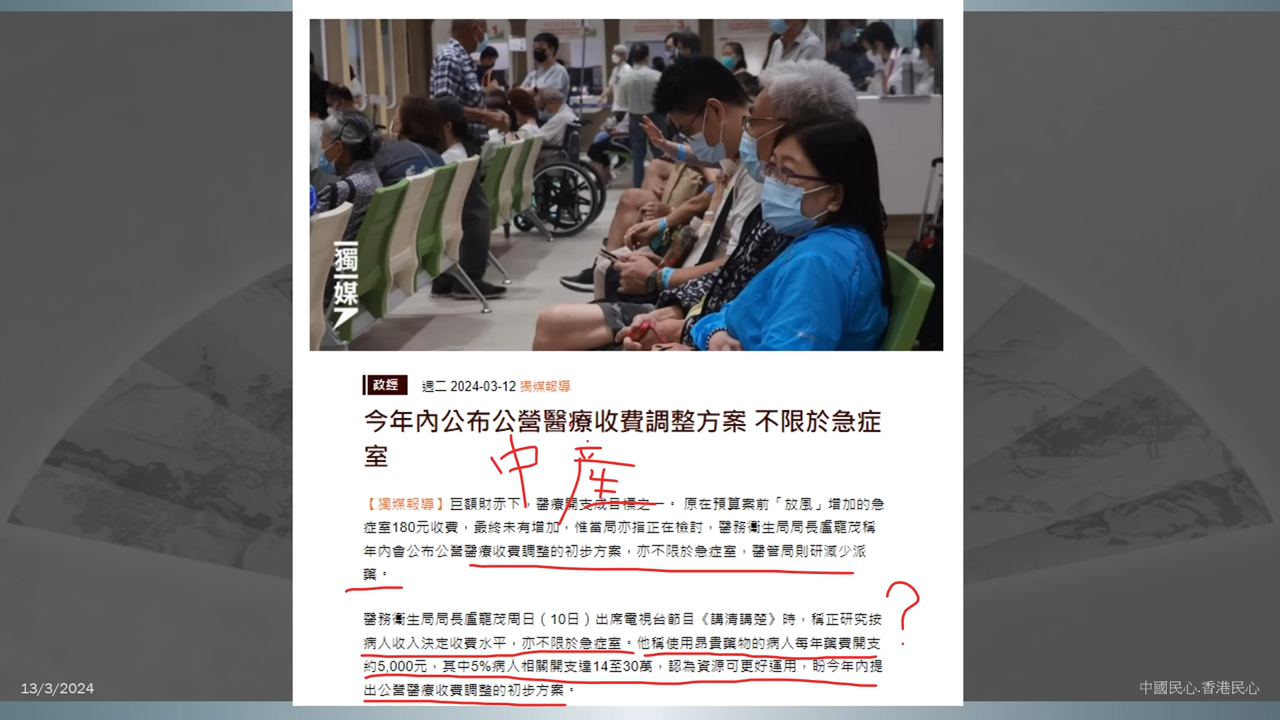 獨媒
政經 週二 2024-03-12 獨媒報導
今年內公布公營醫療收費調整方案 不限於急症
室
中產
【獨媒報導】巨額財赤下，醫療開支成目標之一。 原在預算案前「放風」增加的急
症室180元收費，最終未有增加，惟當局亦指正在檢討，醫務衞生局局長盧寵茂稱
年內會公布公營醫療收費調整的初步方案，亦不限於急症室，醫管局則研減少派
藥。
?
醫務衞生局局長盧寵茂周日（10日）出席電視台節目《講清講楚》時，稱正研究按
病人收入決定收費水平，亦不限於急症室。他稱使用昂貴藥物的病人每年藥費開支
約5,000元，其中5%病人相關開支達14至30萬，認為資源可更好運用，盼今年內提
出公營醫療收費調整的初步方案。
13/3/2024
中國民心.香港民心